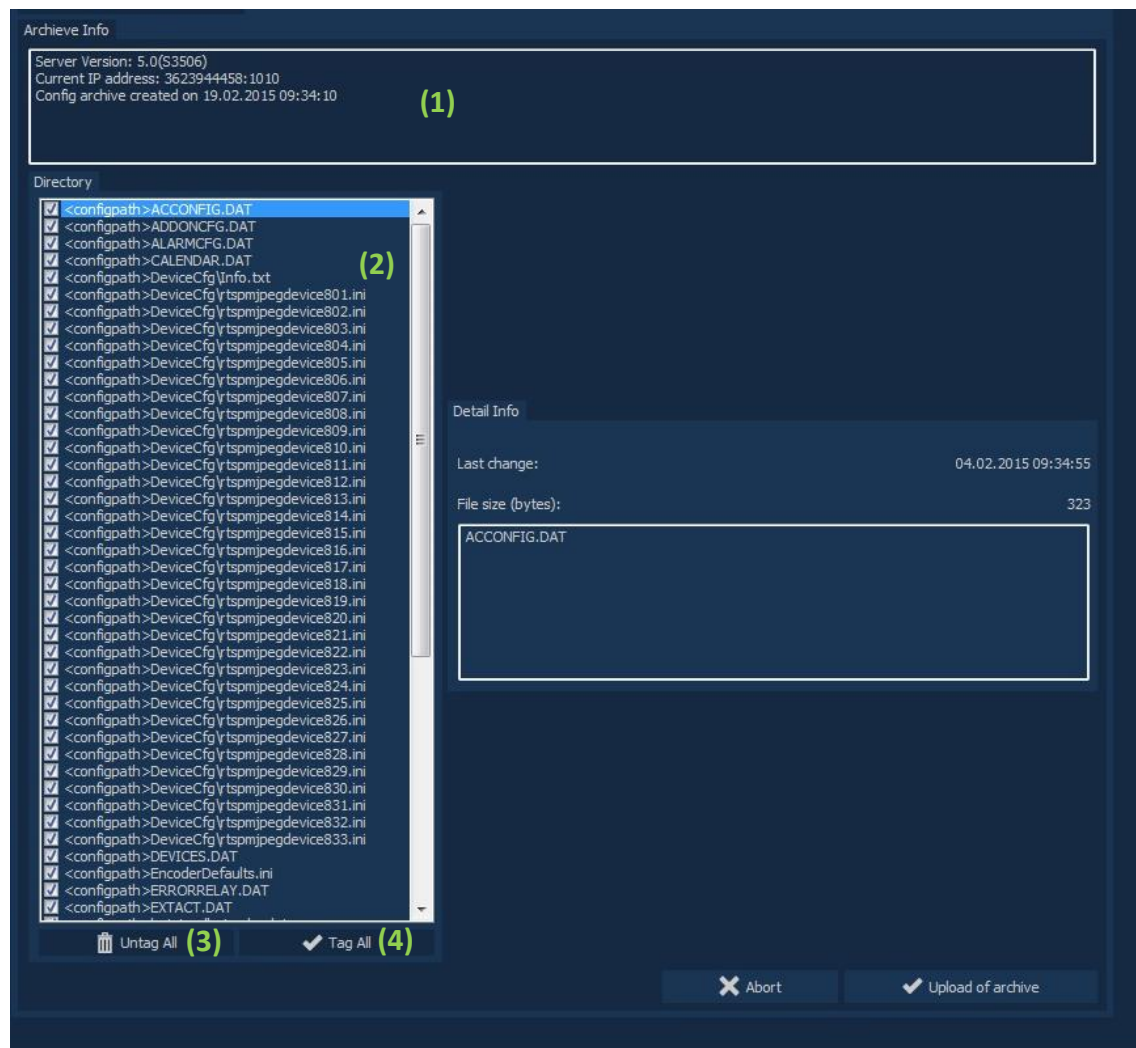 Archieve Info
Server Version: 5.0(S3506)
Current IP address: 3623944458:1010
Config archive created on 19.02.2015 09:34:10
(1)
Directory
<configpath>ACCONFIG.DAT
<configpath>ADDONCFG.DAT
<configpath>ALARMCFG.DAT
<configpath>CALENDAR.DAT
(2)
<configpath>DeviceCfg\Info.txt
<configpath>DeviceCfg\rtspmjpegdevice801.ini
<configpath>DeviceCfg\rtspmjpegdevice802.ini
<configpath>DeviceCfg\rtspmjpegdevice803.ini
<configpath>DeviceCfg\rtspmjpegdevice804.ini
<configpath>DeviceCfg\rtspmjpegdevice805.ini
<configpath>DeviceCfg\rtspmjpegdevice806.ini
<configpath>DeviceCfg\rtspmjpegdevice807.ini
<configpath>DeviceCfg\rtspmjpegdevice808.ini
<configpath>DeviceCfg\rtspmjpegdevice809.ini
<configpath>DeviceCfg\rtspmjpegdevice810.ini
<configpath>DeviceCfg\rtspmjpegdevice811.ini
<configpath>DeviceCfg\rtspmjpegdevice812.ini
<configpath>DeviceCfg\rtspmjpegdevice813.ini
<configpath>DeviceCfg\rtspmjpegdevice814.ini
<configpath>DeviceCfg\rtspmjpegdevice815.ini
<configpath>DeviceCfg\rtspmjpegdevice816.ini
<configpath>DeviceCfg\rtspmjpegdevice817.ini
<configpath>DeviceCfg\rtspmjpegdevice818.ini
<configpath>DeviceCfg\rtspmjpegdevice819.ini
<configpath>DeviceCfg\rtspmjpegdevice820.ini
<configpath>DeviceCfg\rtspmjpegdevice821.ini
<configpath>DeviceCfg\rtspmjpegdevice822.ini
<configpath>DeviceCfg\rtspmjpegdevice823.ini
<configpath>DeviceCfg\rtspmjpegdevice824.ini
<configpath>DeviceCfg\rtspmjpegdevice825.ini
<configpath>DeviceCfg\rtspmjpegdevice826.ini
<configpath>DeviceCfg\rtspmjpegdevice827.ini
<configpath>DeviceCfg\rtspmjpegdevice828.ini
<configpath>DeviceCfg\rtspmjpegdevice829.ini
<configpath>DeviceCfg\rtspmjpegdevice830.ini
<configpath>DeviceCfg\rtspmjpegdevice831.ini
<configpath>DeviceCfg\rtspmjpegdevice832.ini
<configpath>DeviceCfg\rtspmjpegdevice833.ini
<configpath>DEVICES.DAT
<configpath>EncoderDefaults.ini
<configpath>ERRORRELAY.DAT
<configpath>EXTACT.DAT
Detail Info
Last change: 04.02.2015 09:34:55
File size (bytes): 323
ACCONFIG.DAT
Untag All (3) Tag All (4)
Abort Upload of archive